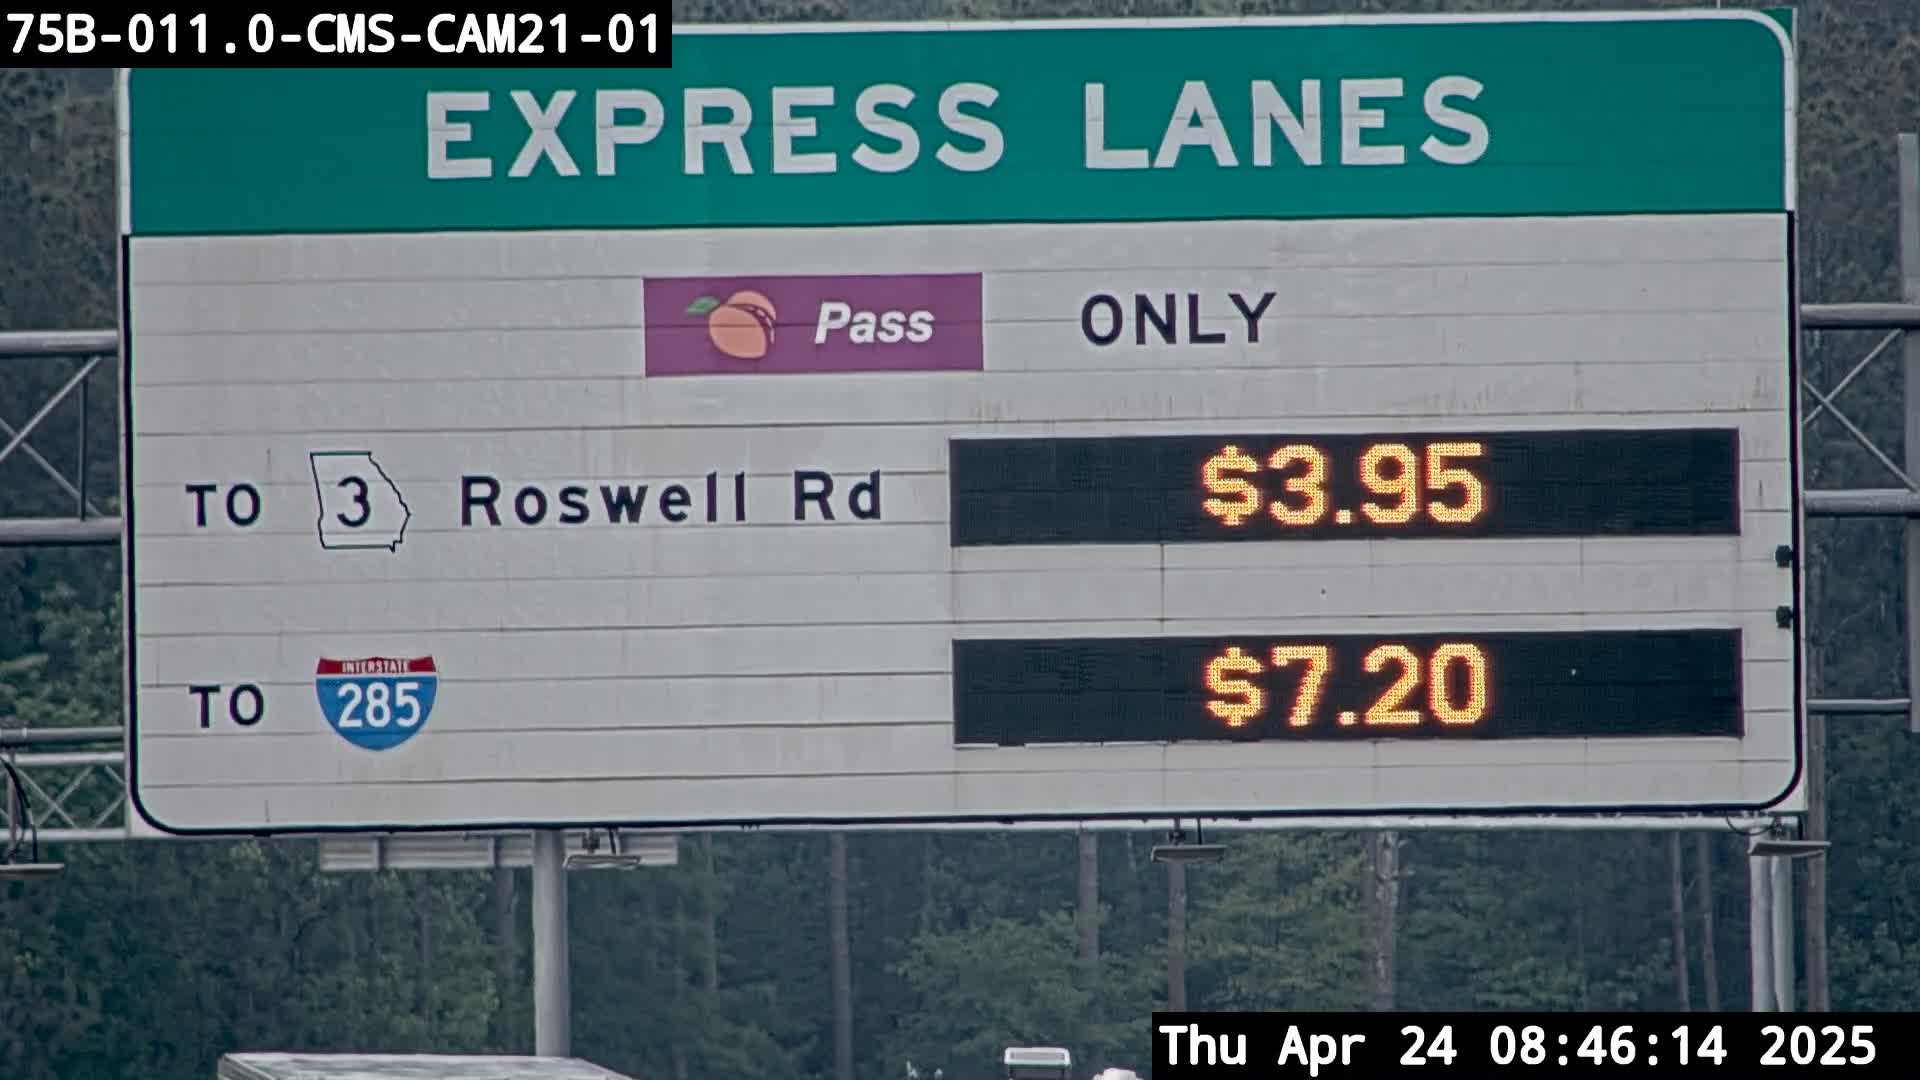 75B-011.0-CMS-CAM21-01
EXPRESS LANES
Pass ONLY
TO 3 Roswell Rd $3.95
INTERSTATE
TO 285 $7.20
Thu Apr 24 08:46:14 2025